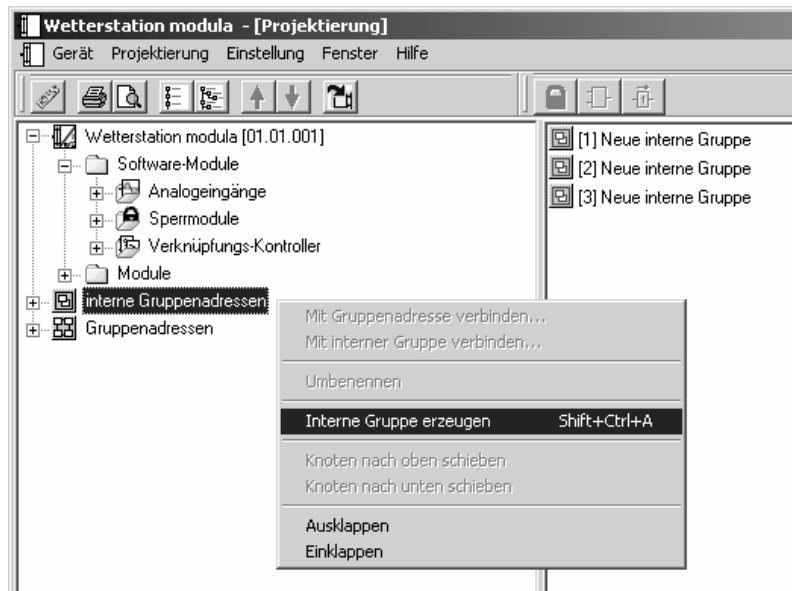 Wetterstation modula - [Projektierung]
Gerät Projektierung Einstellung Fenster Hilfe
Wetterstation modula [01.01.001]
Software-Module
Analogeingänge
Sperrmodule
Verknüpfungs-Kontroller
Module
interne Gruppenadressen
Gruppenadressen
[1] Neue interne Gruppe
[2] Neue interne Gruppe
[3] Neue interne Gruppe
Mit Gruppenadresse verbinden...
Mit interner Gruppe verbinden...
Umbenennen
Interne Gruppe erzeugen Shift+Ctrl+A
Knoten nach oben schieben
Knoten nach unten schieben
Ausklappen
Einklappen